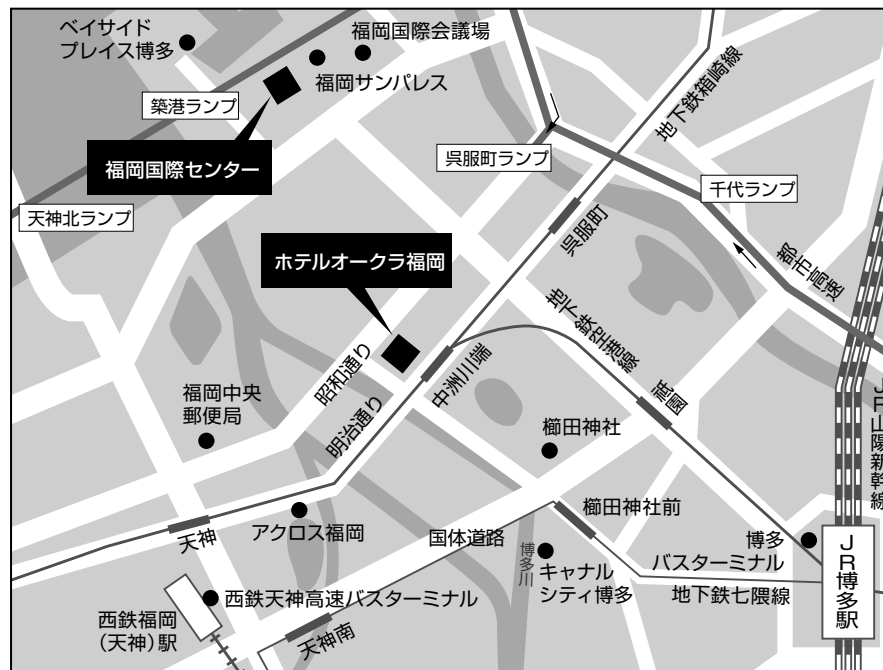 ベイサイド
プレイス博多
福岡国際会議場
福岡サンパレス
築港ランプ
福岡国際センター
呉服町ランプ
地下鉄箱崎線
千代ランプ
天神北ランプ
呉服町
都市高速
ホテルオークラ福岡
地下鉄空港線
昭和通り
中洲川端
祇園
福岡中央
郵便局
明治通り
櫛田神社
JR山陽新幹線
櫛田神社前
天神
アクロス福岡
国体道路
博多川
キャナル
シティ博多
博多
バスターミナル
JR博多駅
地下鉄七隈線
西鉄天神高速バスターミナル
西鉄福岡
(天神)駅
天神南